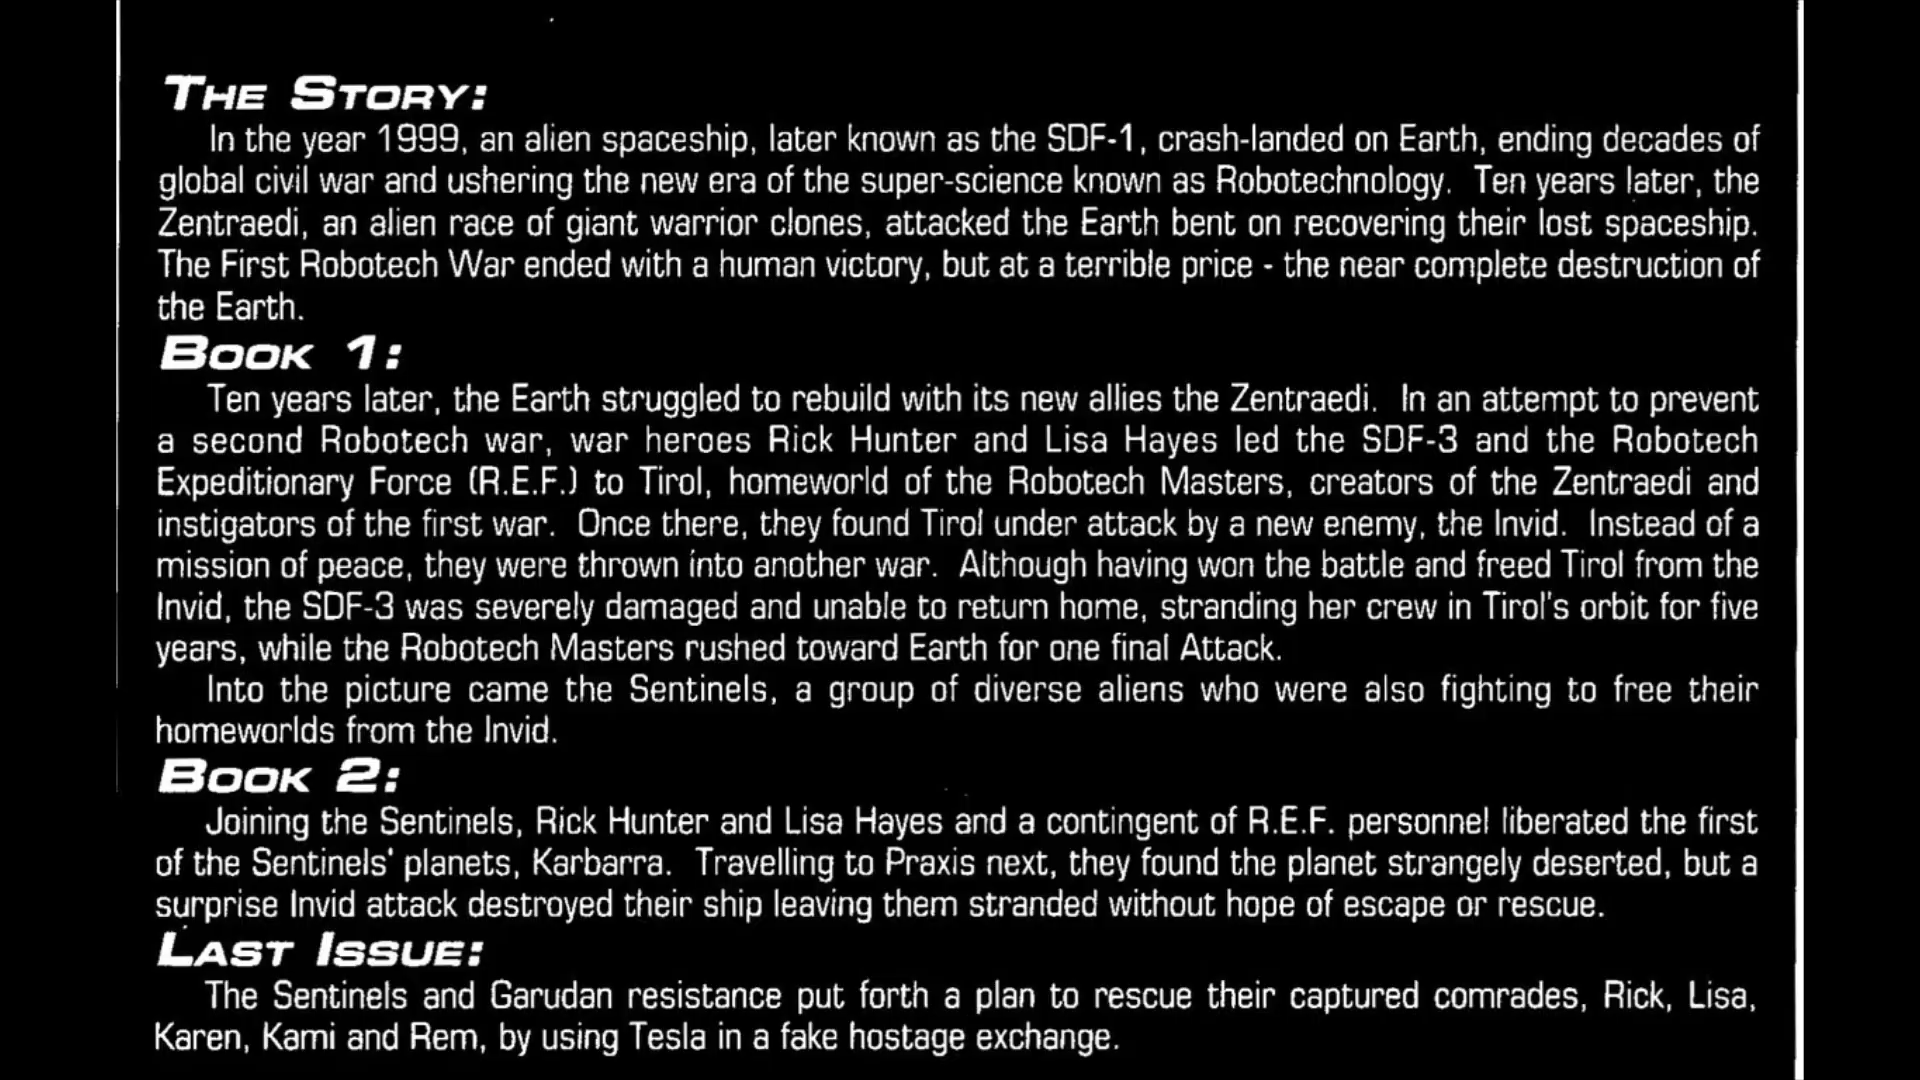 THE STORY:
In the year 1999, an alien spaceship, later known as the SDF-1, crash-landed on Earth, ending decades of
global civil war and ushering the new era of the super-science known as Robotechnology. Ten years later, the
Zentraedi, an alien race of giant warrior clones, attacked the Earth bent on recovering their lost spaceship.
The First Robotech War ended with a human victory, but at a terrible price - the near complete destruction of
the Earth.
BOOK 1:
Ten years later, the Earth struggled to rebuild with its new allies the Zentraedi. In an attempt to prevent
a second Robotech war, war heroes Rick Hunter and Lisa Hayes led the SDF-3 and the Robotech
Expeditionary Force (R.E.F.) to Tirol, homeworld of the Robotech Masters, creators of the Zentraedi and
instigators of the first war. Once there, they found Tirol under attack by a new enemy, the Invid. Instead of a
mission of peace, they were thrown into another war. Although having won the battle and freed Tirol from the
Invid, the SDF-3 was severely damaged and unable to return home, stranding her crew in Tirol's orbit for five
years, while the Robotech Masters rushed toward Earth for one final Attack.
Into the picture came the Sentinels, a group of diverse aliens who were also fighting to free their
homeworlds from the Invid.
BOOK 2:
Joining the Sentinels, Rick Hunter and Lisa Hayes and a contingent of R.E.F. personnel liberated the first
of the Sentinels' planets, Karbarra. Travelling to Praxis next, they found the planet strangely deserted, but a
surprise Invid attack destroyed their ship leaving them stranded without hope of escape or rescue.
LAST ISSUE:
The Sentinels and Garudan resistance put forth a plan to rescue their captured comrades, Rick, Lisa,
Karen, Kami and Rem, by using Tesla in a fake hostage exchange.